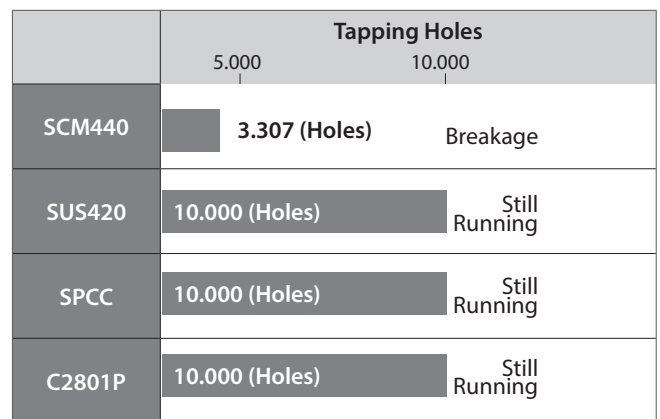 Tapping Holes
5.000 10.000
SCM440 3.307 (Holes) Breakage
SUS420 10.000 (Holes) Still
Running
SPCC 10.000 (Holes) Still
Running
C2801P 10.000 (Holes) Still
Running